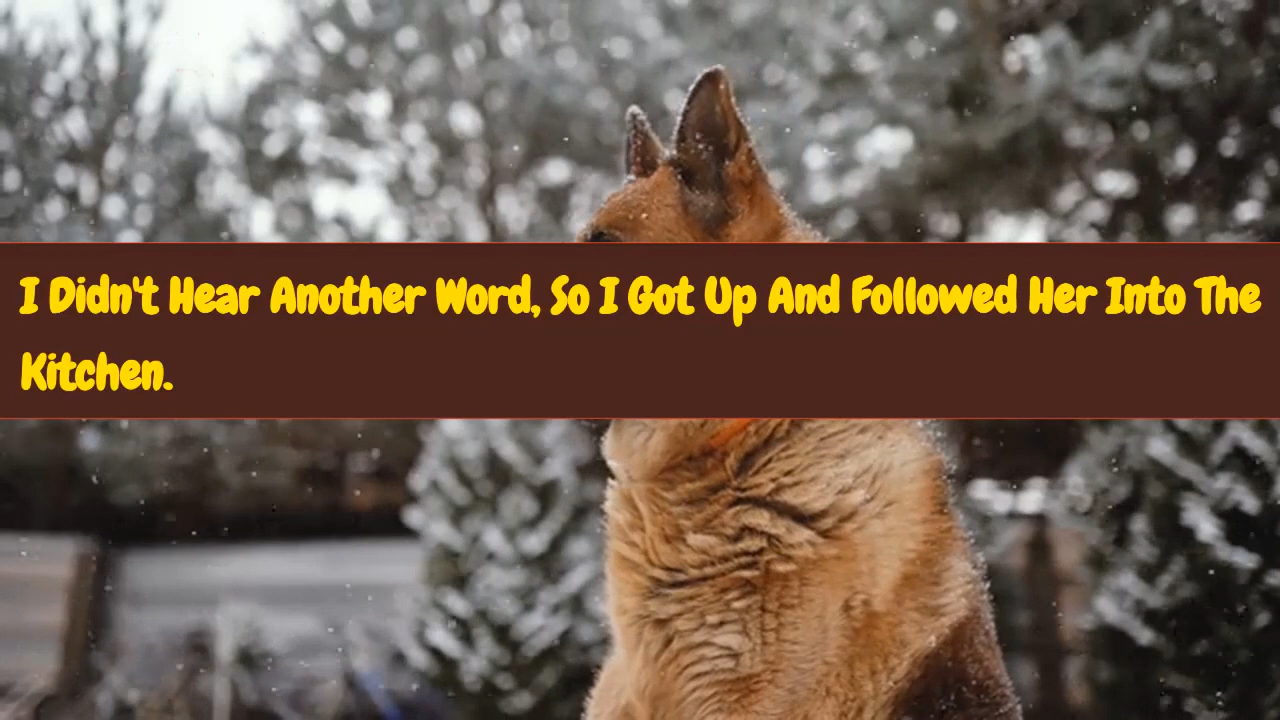 I Didn't Hear Another Word, So I Got Up And Followed Her Into The
Kitchen.